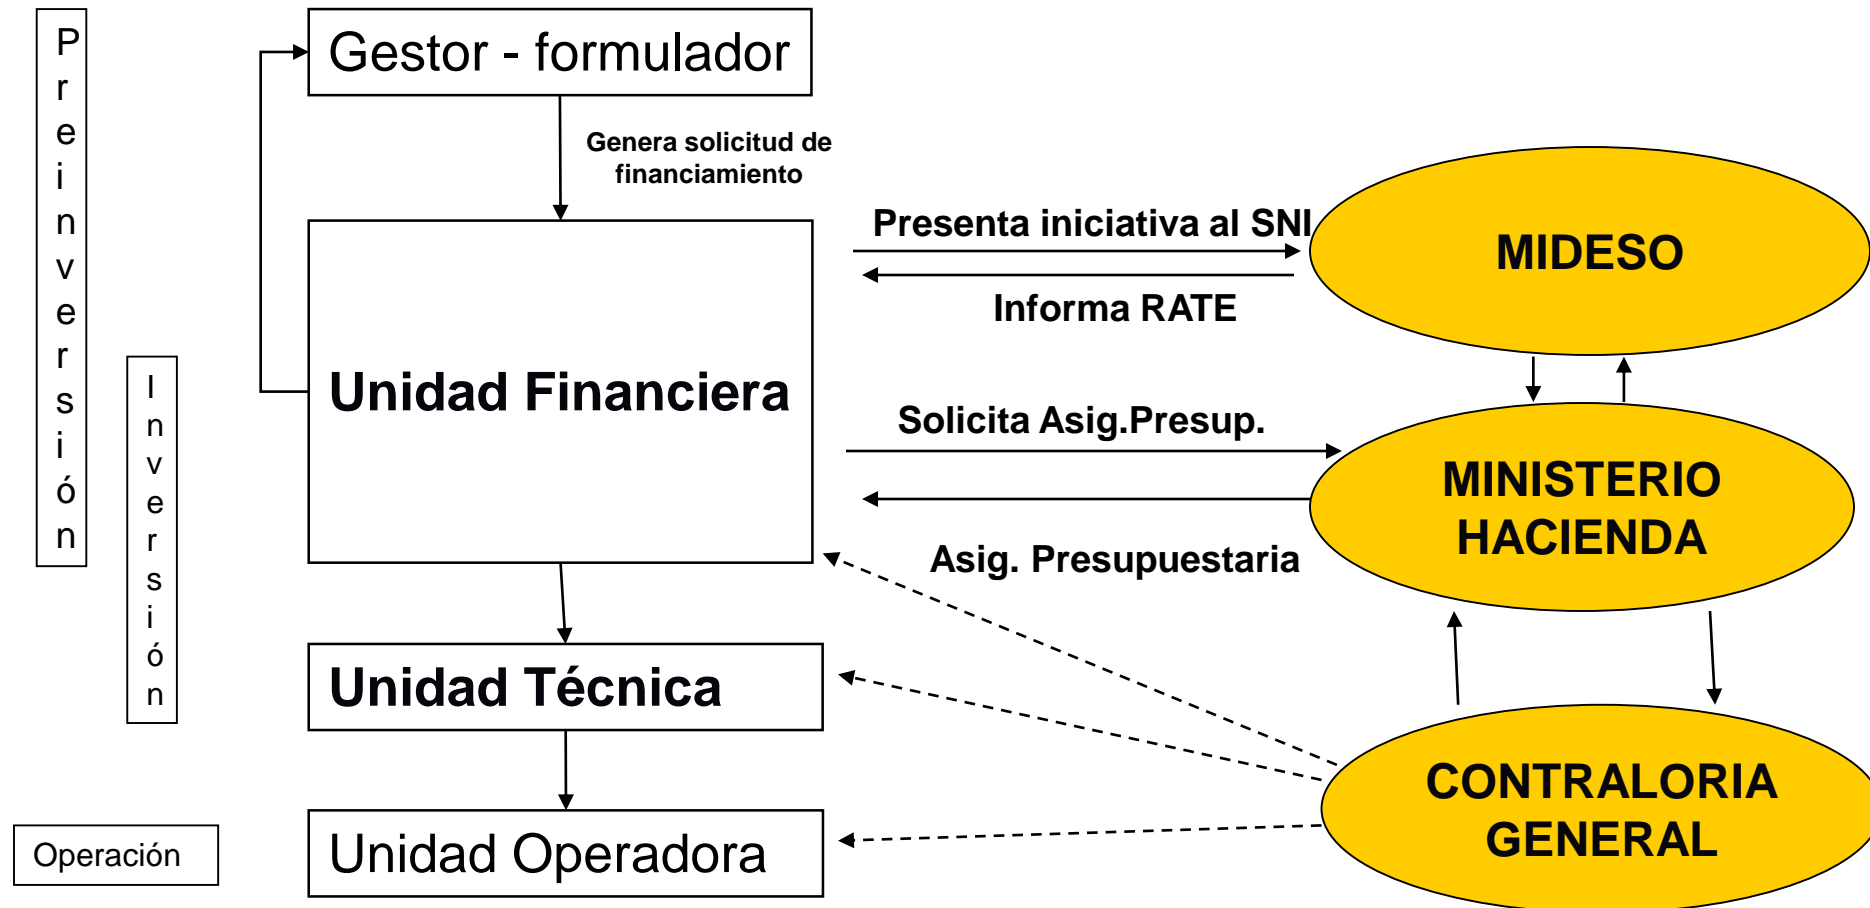 Preinversión
Gestor - formulador
Genera solicitud de
financiamiento
Presenta iniciativa al SNI
MIDESO
Informa RATE
Inversión
Unidad Financiera
Solicita Asig.Presup.
MINISTERIO
HACIENDA
Asig. Presupuestaria
Unidad Técnica
CONTRALORIA
GENERAL
Operación
Unidad Operadora